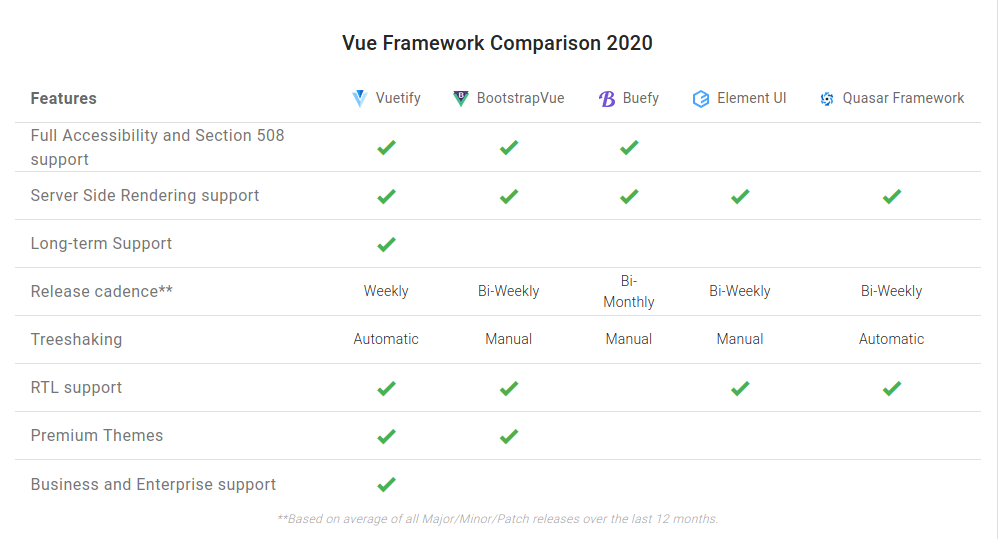 Vue Framework Comparison 2020
Features Vuetify BootstrapVue Buefy Element UI Quasar Framework
Full Accessibility and Section 508
support
Server Side Rendering support
Long-term Support
Release cadence** Weekly Bi-Weekly Bi-
Monthly Bi-Weekly Bi-Weekly
Treeshaking Automatic Manual Manual Manual Automatic
RTL support
Premium Themes
Business and Enterprise support
**Based on average of all Major/Minor/Patch releases over the last 12 months.